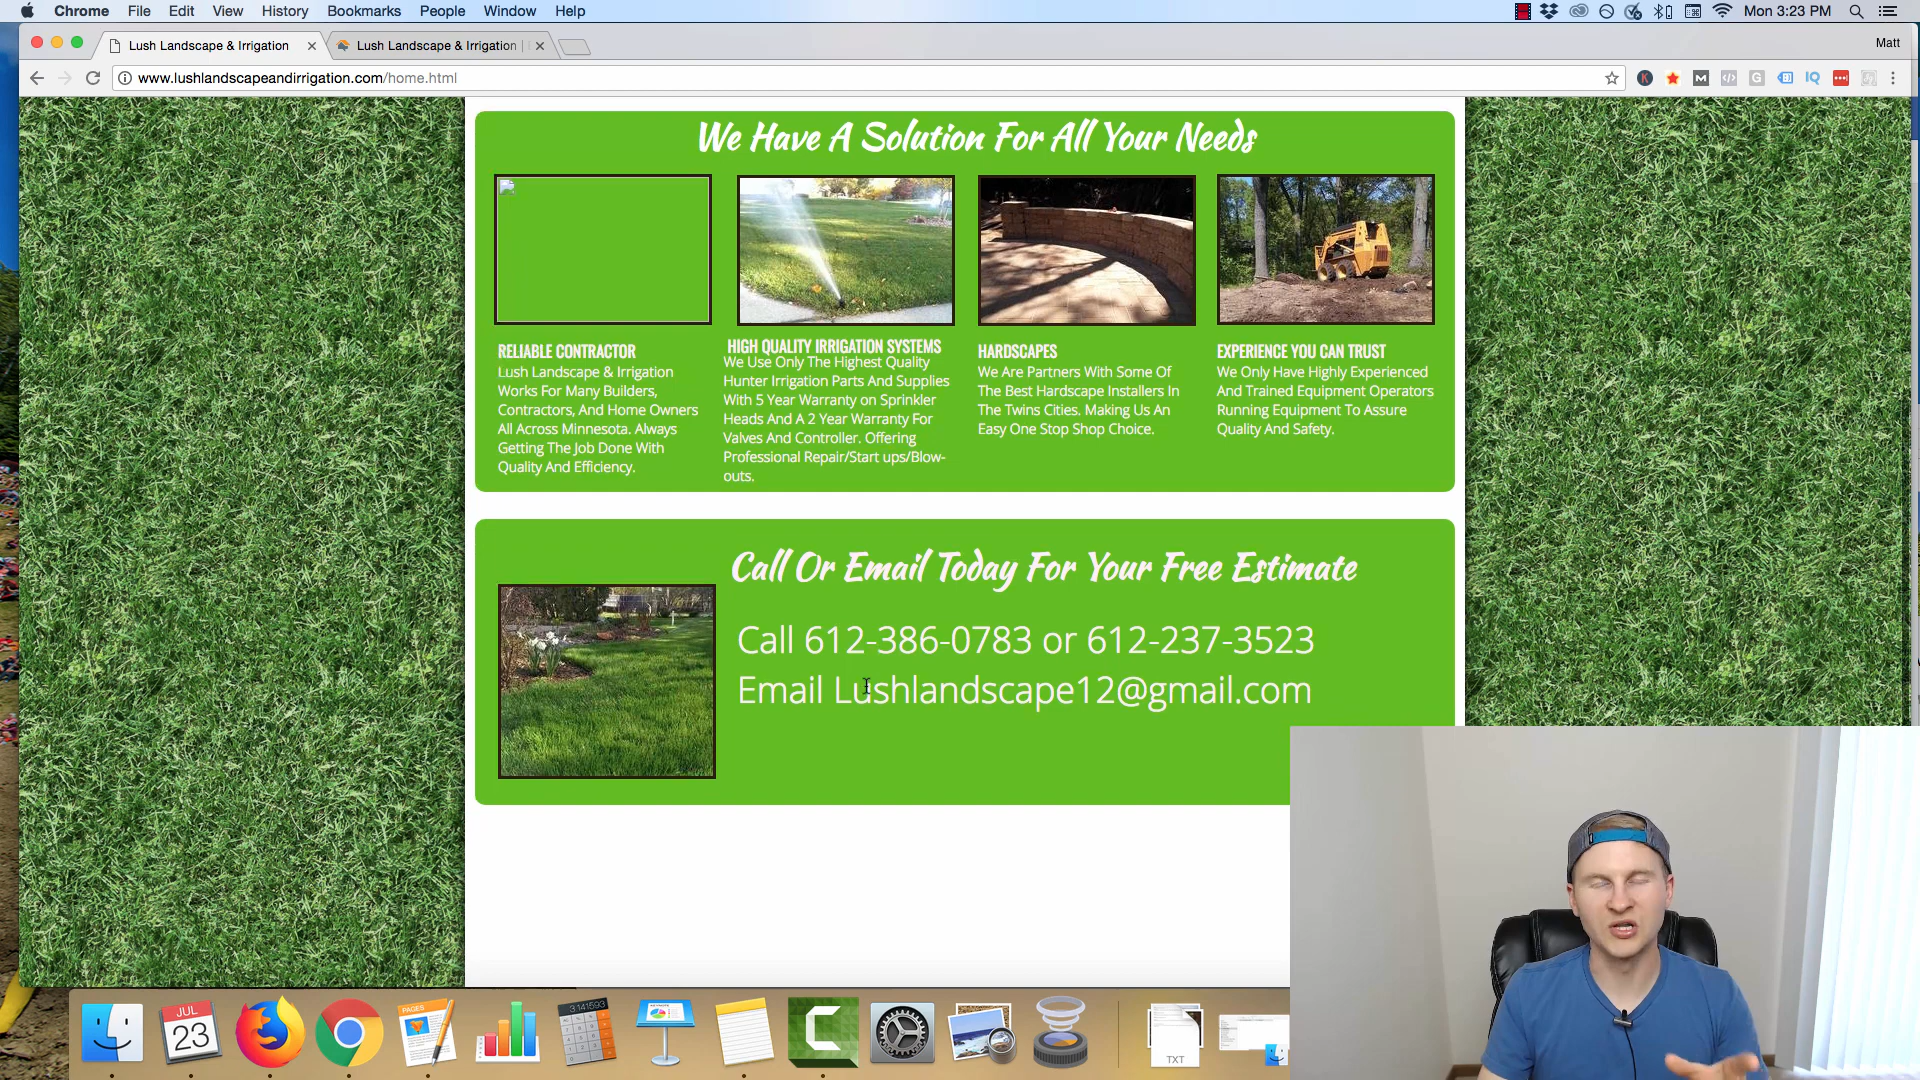 Chrome File Edit View History Bookmarks People Window Help Mon 3:23 PM
Lush Landscape & Irrigation Lush Landscape & Irrigation | Matt
www.lushlandscapeandirrigation.com/home.html
We Have A Solution For All Your Needs
RELIABLE CONTRACTOR
Lush Landscape & Irrigation
Works For Many Builders,
Contractors, And Home Owners
All Across Minnesota. Always
Getting The Job Done With
Quality And Efficiency.
HIGH QUALITY IRRIGATION SYSTEMS
We Use Only The Highest Quality
Hunter Irrigation Parts And Supplies
With 5 Year Warranty on Sprinkler
Heads And A 2 Year Warranty For
Valves And Controller. Offering
Professional Repair/Start ups/Blow-
outs.
HARDSCAPES
We Are Partners With Some Of
The Best Hardscape Installers In
The Twins Cities. Making Us An
Easy One Stop Shop Choice.
EXPERIENCE YOU CAN TRUST
We Only Have Highly Experienced
And Trained Equipment Operators
Running Equipment To Assure
Quality And Safety.
Call Or Email Today For Your Free Estimate
Call 612-386-0783 or 612-237-3523
Email Lushlandscape12@gmail.com
JUL
23
PAGES
3.141593
TXT